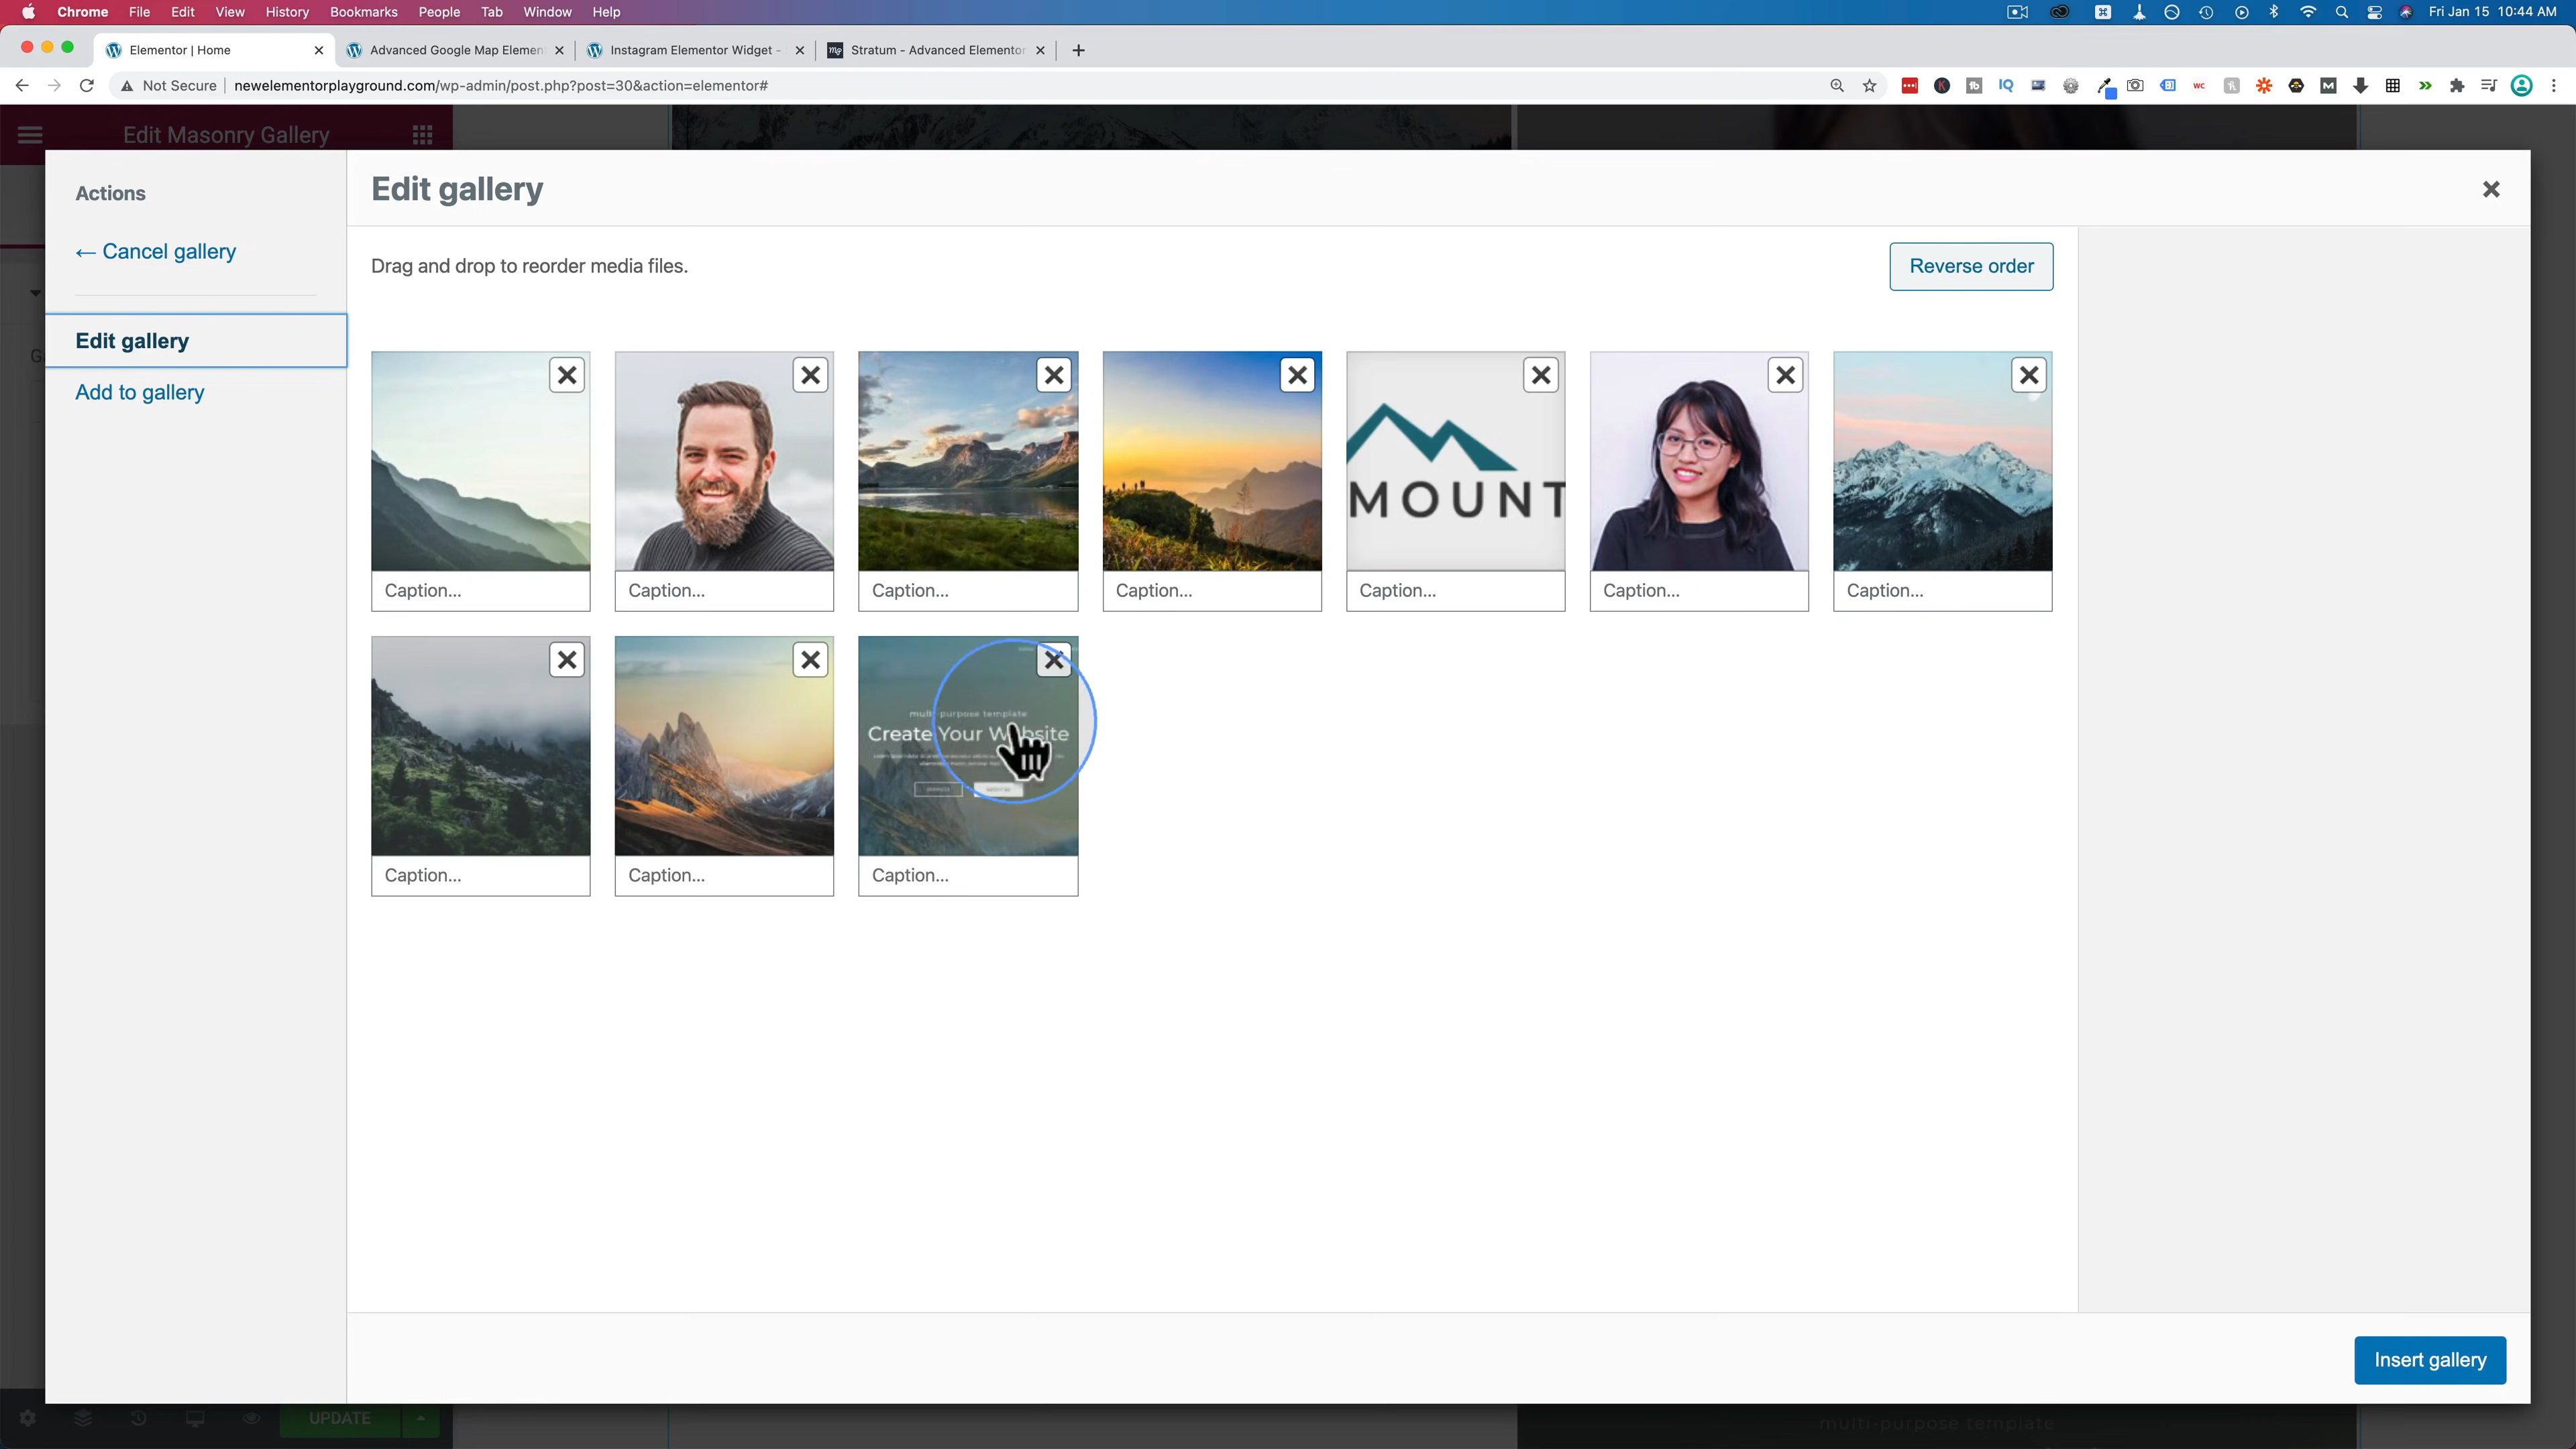 Chrome File Edit View History Bookmarks People Tab Window Help Fri Jan 15 10:44 AM
Elementor | Home Advanced Google Map Elemen Instagram Elementor Widget - Stratum - Advanced Elementor
Not Secure newelementorplayground.com/wp-admin/post.php?post=30&action=elementor#
Edit Masonry Gallery
Actions
← Cancel gallery
Edit gallery
Add to gallery
Edit gallery
Drag and drop to reorder media files.
Reverse order
MOUNT
Caption... Caption... Caption... Caption... Caption... Caption... Caption...
multi-purpose template
Create Your Website
Caption... Caption... Caption...
Insert gallery
UPDATE
multi-purpose template